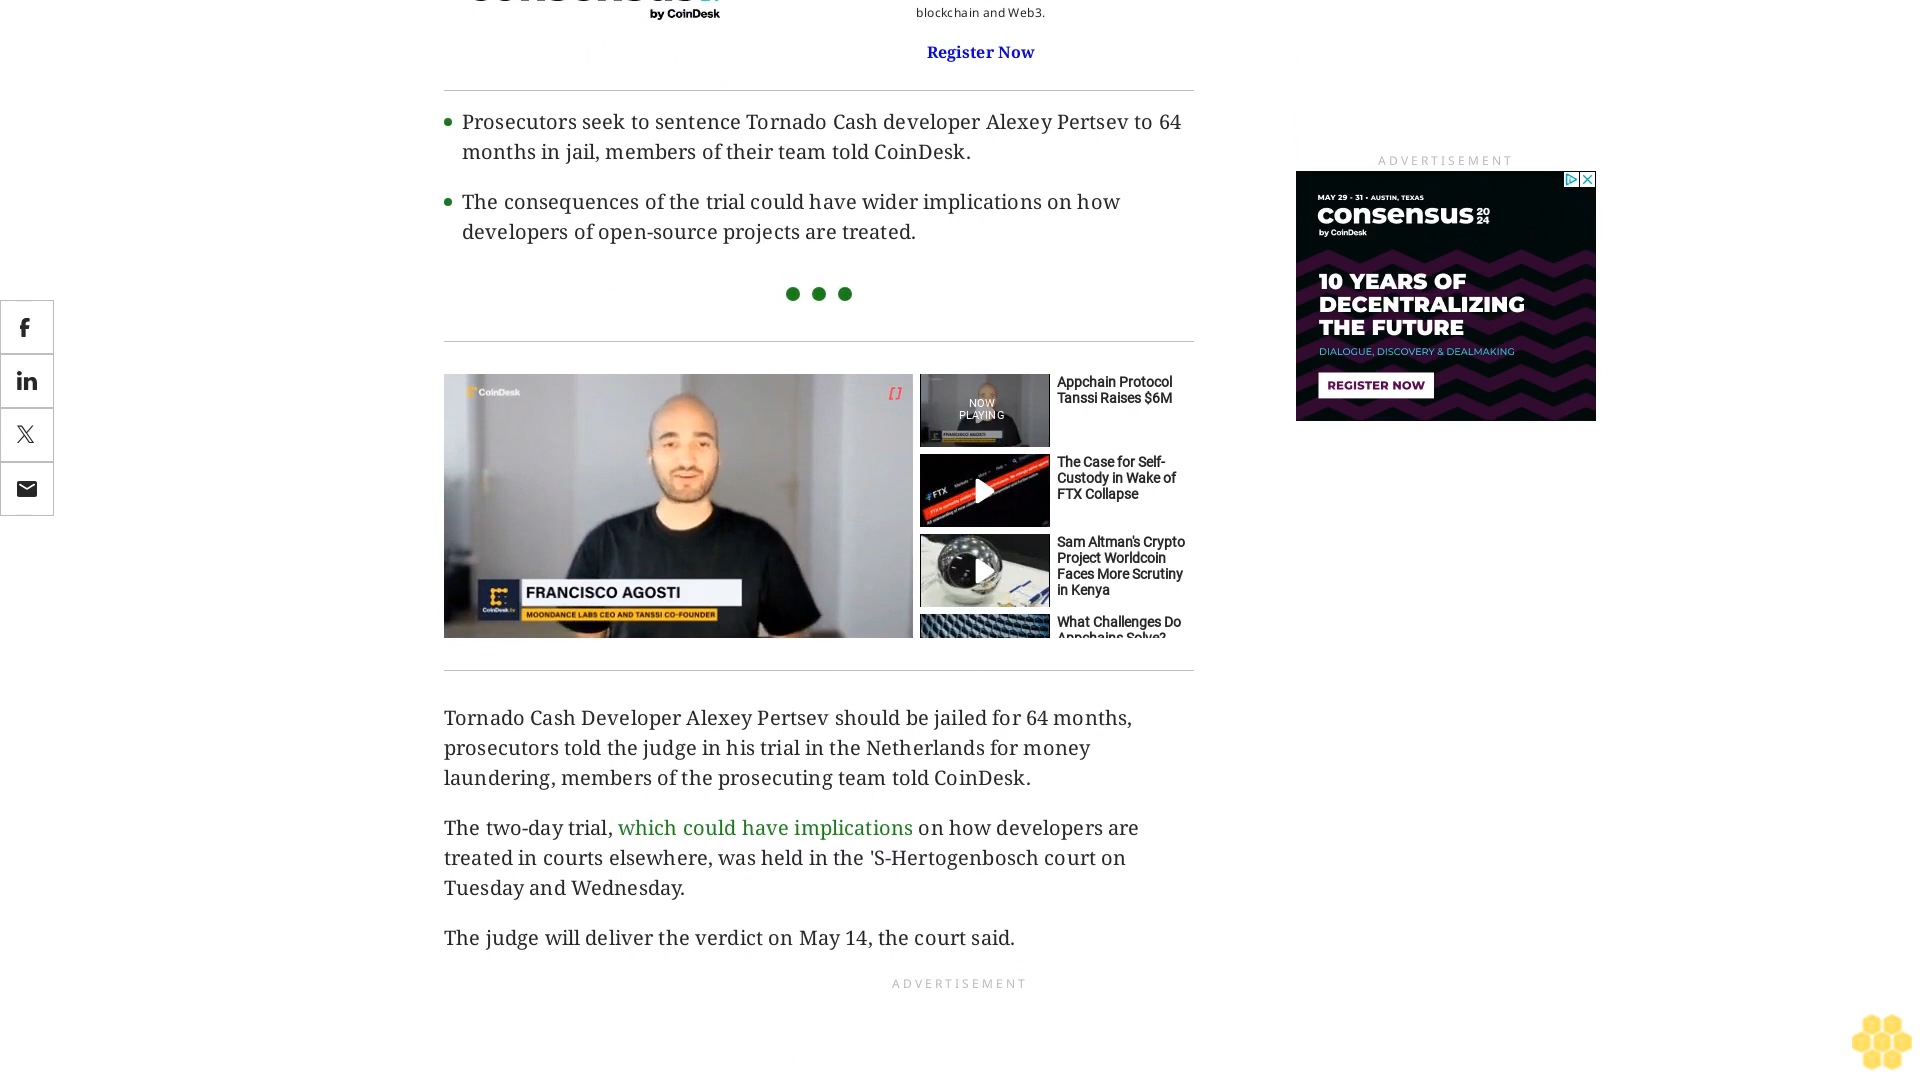 by CoinDesk
blockchain and Web3.
Register Now
Prosecutors seek to sentence Tornado Cash developer Alexey Pertsev to 64
months in jail, members of their team told CoinDesk.
The consequences of the trial could have wider implications on how
developers of open-source projects are treated.
ADVERTISEMENT
MAY 29 - 31 • AUSTIN, TEXAS
consensus 2024
by CoinDesk
10 YEARS OF
DECENTRALIZING
THE FUTURE
DIALOGUE, DISCOVERY & DEALMAKING
REGISTER NOW
CoinDesk
FRANCISCO AGOSTI
CoinDesk.tv
MOONDANCE LABS CEO AND TANSSI CO-FOUNDER
NOW
PLAYING
Appchain Protocol
Tanssi Raises $6M
FTX
The Case for Self-
Custody in Wake of
FTX Collapse
Sam Altman's Crypto
Project Worldcoin
Faces More Scrutiny
in Kenya
What Challenges Do
Appchains Solve?
Tornado Cash Developer Alexey Pertsev should be jailed for 64 months,
prosecutors told the judge in his trial in the Netherlands for money
laundering, members of the prosecuting team told CoinDesk.
The two-day trial, which could have implications on how developers are
treated in courts elsewhere, was held in the 'S-Hertogenbosch court on
Tuesday and Wednesday.
The judge will deliver the verdict on May 14, the court said.
ADVERTISEMENT